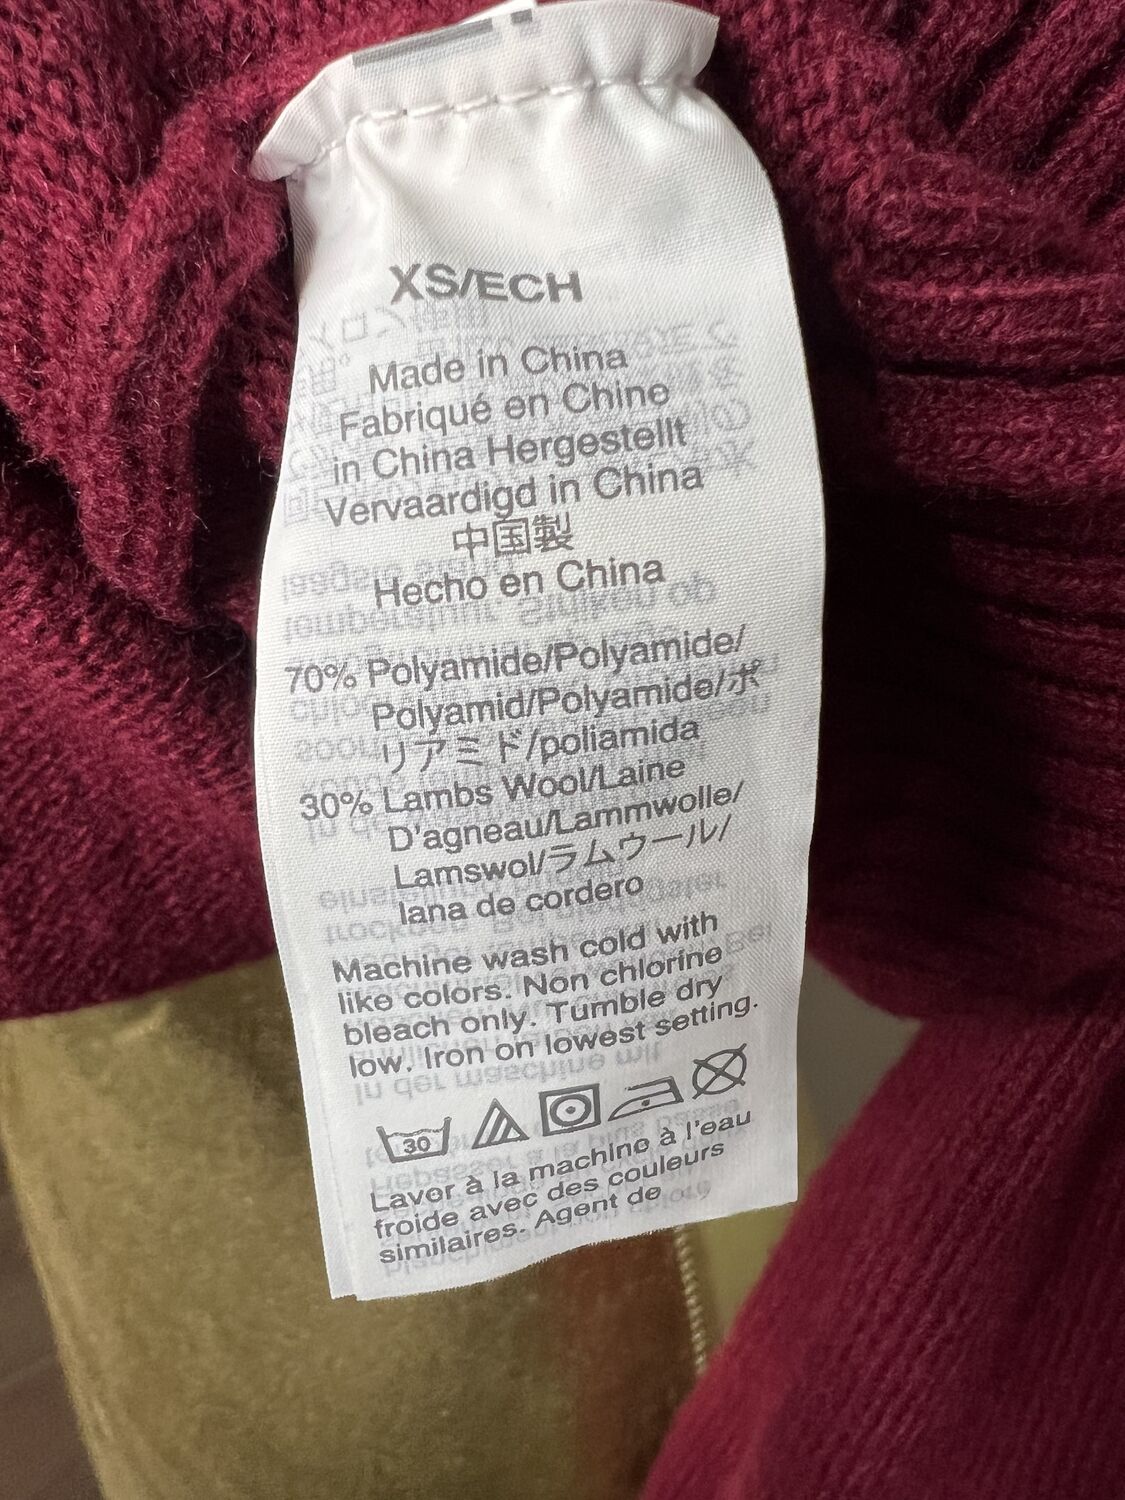 XS/ECH
Made in China
Fabriqué en Chine
in China Hergestellt
Vervaardigd in China
中国製
Hecho en China
70% Polyamide/Polyamide/
Polyamid/Polyamide/ポ
リアミド/poliamida
30% Lambs Wool/Laine
D'agneau/Lammwolle/
Lamswol/ラムウール/
lana de cordero
Machine wash cold with
like colors. Non chlorine
bleach only. Tumble dry
low. Iron on lowest setting.
30
Laver à la machine à l'eau
froide avec des couleurs
similaires. Agent de